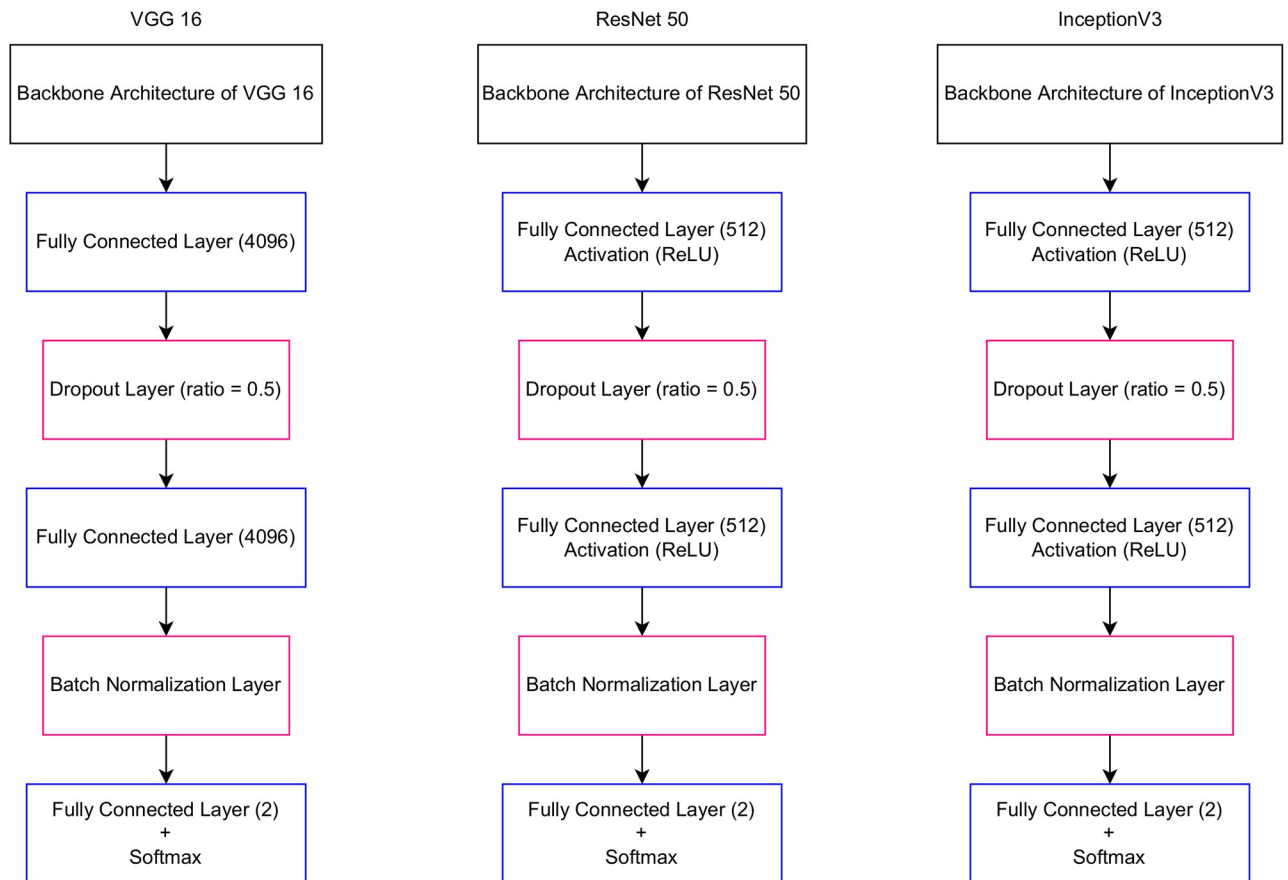 VGG 16
Backbone Architecture of VGG 16
Fully Connected Layer (4096)
Dropout Layer (ratio = 0.5)
Fully Connected Layer (4096)
Batch Normalization Layer
Fully Connected Layer (2)
+
Softmax
ResNet 50
Backbone Architecture of ResNet 50
Fully Connected Layer (512)
Activation (ReLU)
Dropout Layer (ratio = 0.5)
Fully Connected Layer (512)
Activation (ReLU)
Batch Normalization Layer
Fully Connected Layer (2)
+
Softmax
InceptionV3
Backbone Architecture of InceptionV3
Fully Connected Layer (512)
Activation (ReLU)
Dropout Layer (ratio = 0.5)
Fully Connected Layer (512)
Activation (ReLU)
Batch Normalization Layer
Fully Connected Layer (2)
+
Softmax